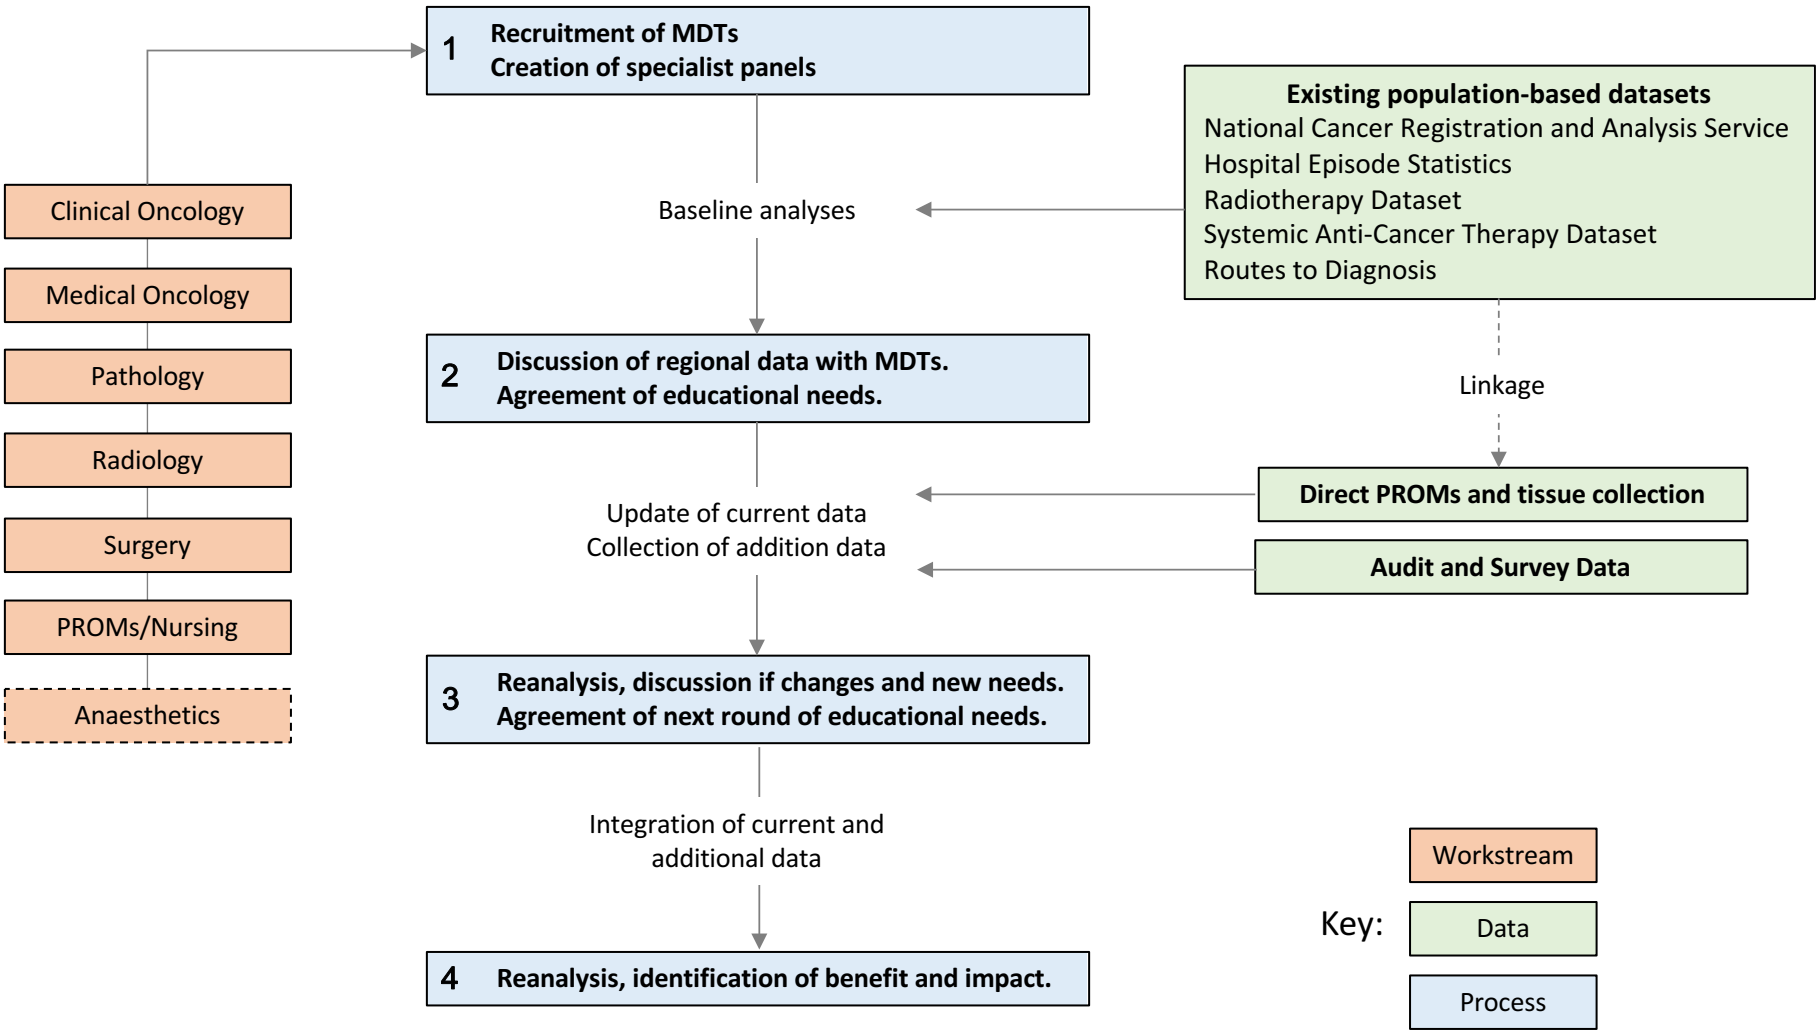 1
Recruitment of MDTs
Creation of specialist panels
Existing population-based datasets
National Cancer Registration and Analysis Service
Hospital Episode Statistics
Radiotherapy Dataset
Systemic Anti-Cancer Therapy Dataset
Routes to Diagnosis
Clinical Oncology
Medical Oncology
Pathology
Radiology
Surgery
PROMs/Nursing
Anaesthetics
Baseline analyses
2
Discussion of regional data with MDTs.
Agreement of educational needs.
Linkage
Direct PROMs and tissue collection
Audit and Survey Data
Update of current data
Collection of addition data
3
Reanalysis, discussion if changes and new needs.
Agreement of next round of educational needs.
Integration of current and
additional data
4
Reanalysis, identification of benefit and impact.
Key:
Workstream
Data
Process